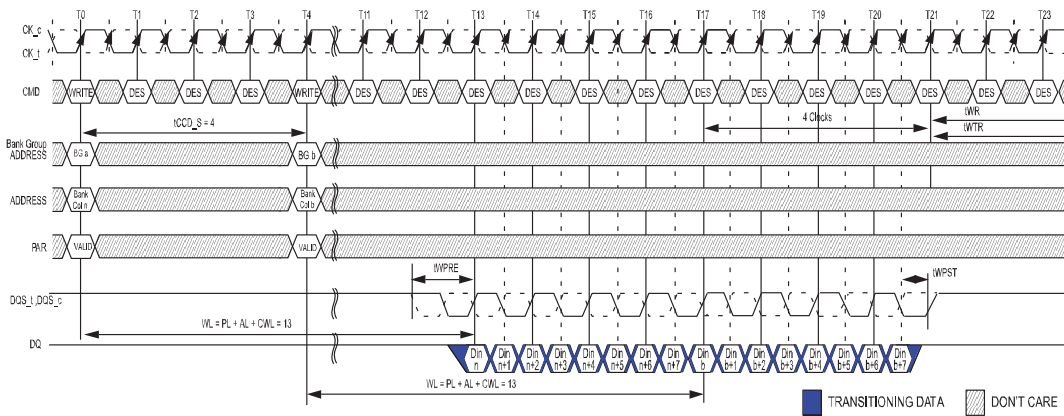 T0 T1 T2 T3 T4 T11 T12 T13 T14 T15 T16 T17 T18 T19 T20 T21 T22 T23
CK_c
CK_t
CMD WRITE DES DES DES WRITE DES DES DES DES DES DES DES DES DES DES DES DES DES
tCCD_S = 4 4 Clocks tWR
tWTR
Bank Group
ADDRESS BG a BG b
ADDRESS Bank Col n Bank Col b
PAR VALID VALID
tWPRE tWPST
DQS_t ,DQS_c
WL = PL + AL + CWL = 13
DQ Din n Din n+1 Din n+2 Din n+3 Din n+4 Din n+5 Din n+6 Din n+7 Din b Din b+1 Din b+2 Din b+3 Din b+4 Din b+5 Din b+6 Din b+7
WL = PL + AL + CWL = 13
TRANSITIONING DATA DON'T CARE